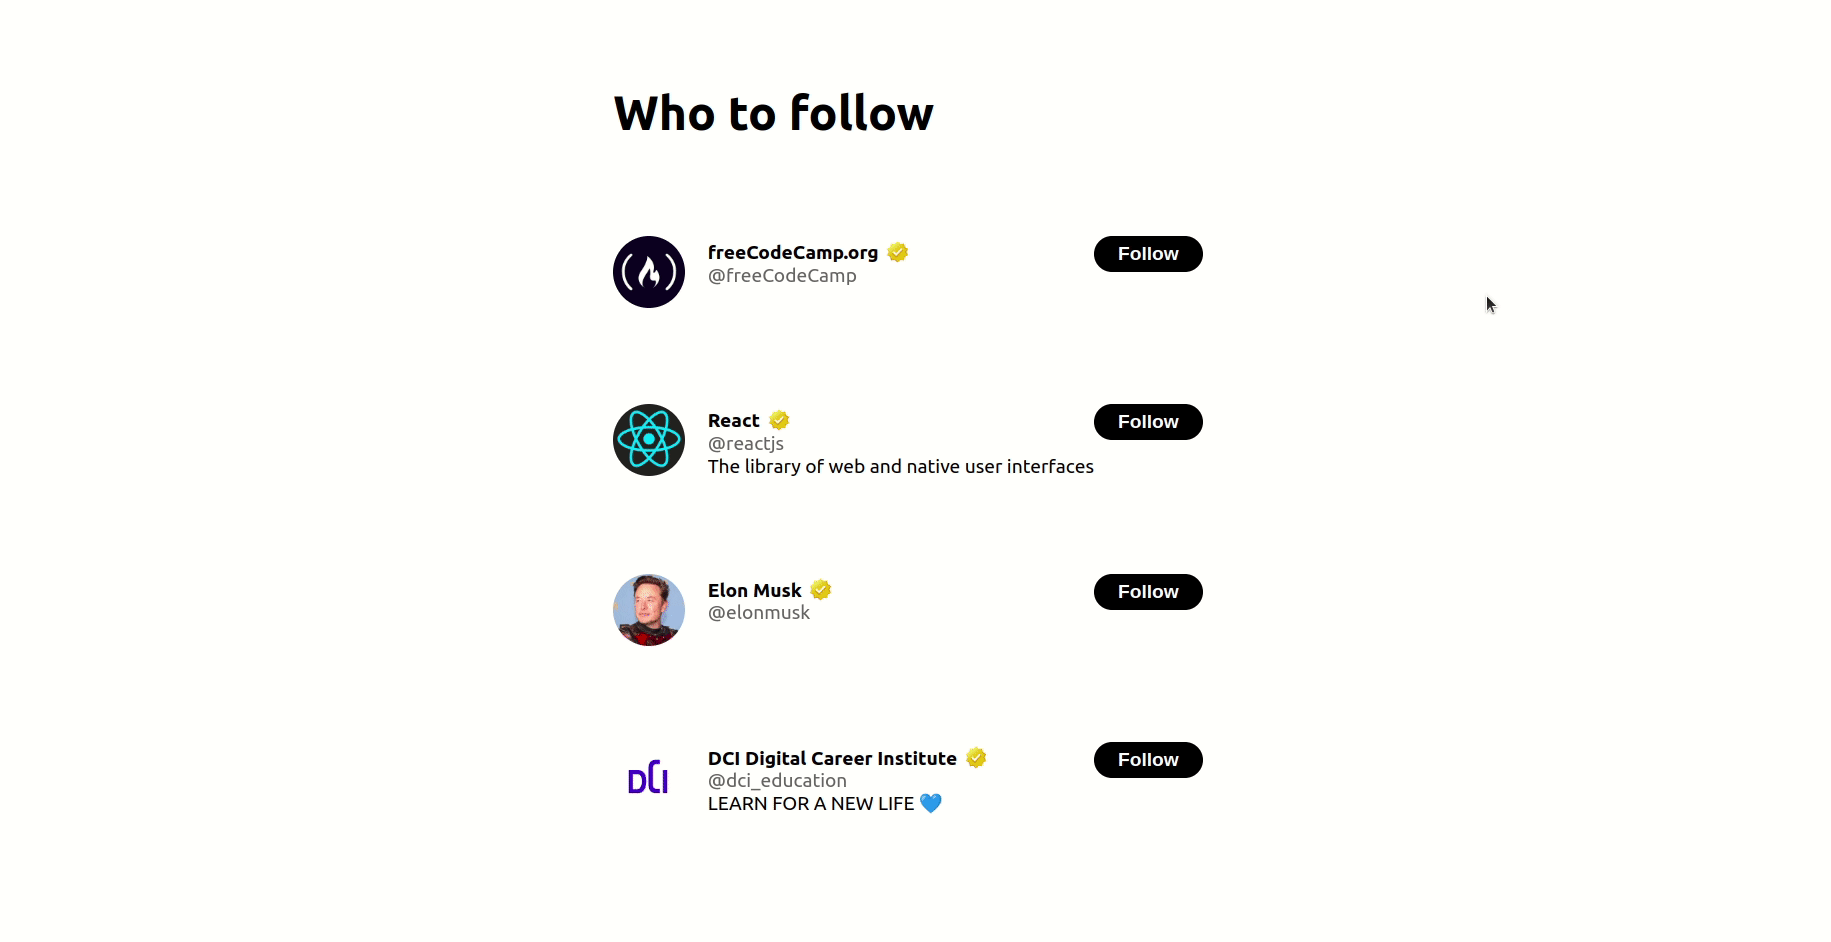 Who to follow
freeCodeCamp.org
@freeCodeCamp
Follow
React
@reactjs
The library of web and native user interfaces
Follow
Elon Musk
@elonmusk
Follow
DCI
DCI Digital Career Institute
@dci_education
LEARN FOR A NEW LIFE 💙
Follow